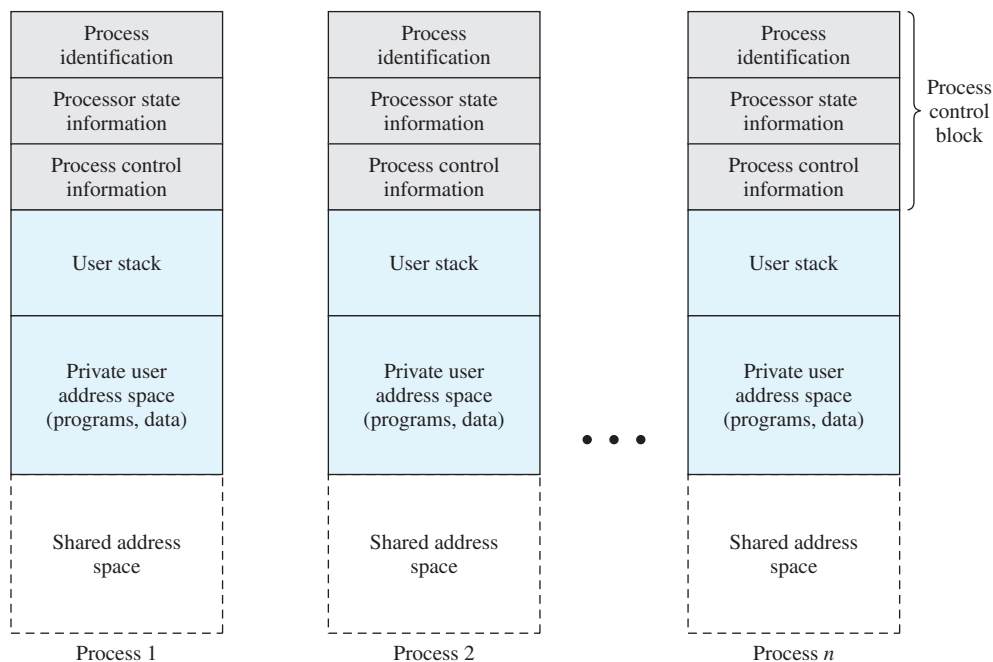 Process
identification
Processor state
information
Process control
information
User stack
Private user
address space
(programs, data)
Shared address
space
Process 1
Process
identification
Processor state
information
Process control
information
User stack
Private user
address space
(programs, data)
Shared address
space
Process 2
Process
identification
Processor state
information
Process control
information
User stack
Private user
address space
(programs, data)
Shared address
space
Process n
Process
control
block